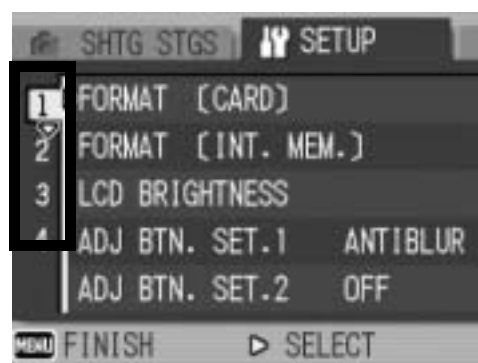 SHTG STGS SETUP
1 FORMAT [CARD]
2 FORMAT [INT. MEM.]
3 LCD BRIGHTNESS
4 ADJ BTN. SET.1 ANTIBLUR
ADJ BTN. SET.2 OFF
MENU FINISH SELECT